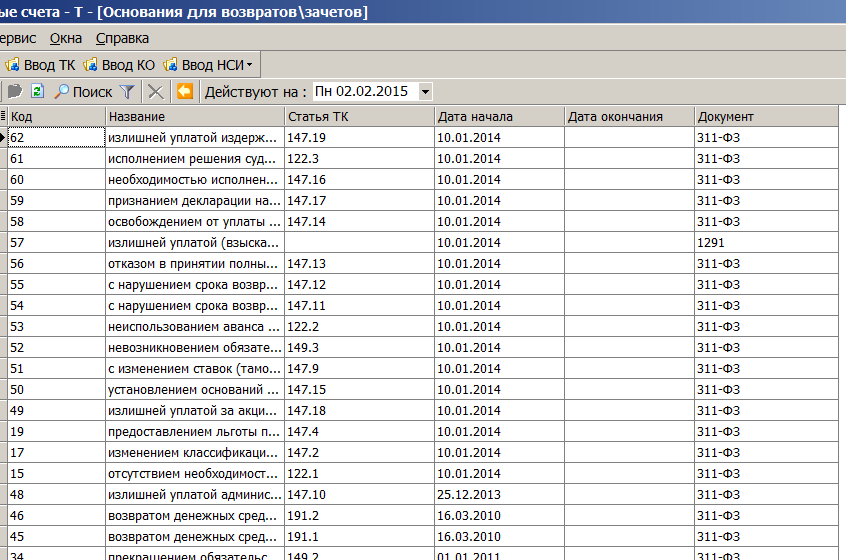 ые счета - Т - [Основания для возвратов\зачетов]
ервис Окна Справка
Ввод ТК Ввод КО Ввод НСИ
Поиск Действуют на : Пн 02.02.2015
Код Название Статья ТК Дата начала Дата окончания Документ
62 излишней уплатой издерж... 147.19 10.01.2014 311-ФЗ
61 исполнением решения суд... 122.3 10.01.2014 311-ФЗ
60 необходимостью исполнен... 147.16 10.01.2014 311-ФЗ
59 признанием декларации на... 147.17 10.01.2014 311-ФЗ
58 освобождением от уплаты ... 147.14 10.01.2014 311-ФЗ
57 излишней уплатой (взыска... 10.01.2014 1291
56 отказом в принятии полны... 147.13 10.01.2014 311-ФЗ
55 с нарушением срока возвр... 147.12 10.01.2014 311-ФЗ
54 с нарушением срока возвр... 147.11 10.01.2014 311-ФЗ
53 неиспользованием аванса ... 122.2 10.01.2014 311-ФЗ
52 невозникновением обязате... 149.3 10.01.2014 311-ФЗ
51 с изменением ставок (тамо... 147.9 10.01.2014 311-ФЗ
50 установлением оснований ... 147.15 10.01.2014 311-ФЗ
49 излишней уплатой за акци... 147.18 10.01.2014 311-ФЗ
19 предоставлением льготы п... 147.4 10.01.2014 311-ФЗ
17 изменением классификаци... 147.2 10.01.2014 311-ФЗ
15 отсутствием необходимост... 122.1 10.01.2014 311-ФЗ
48 излишней уплатой админис... 147.10 25.12.2013 311-ФЗ
46 возвратом денежных сред... 191.2 16.03.2010 311-ФЗ
45 возвратом денежных сред... 191.1 16.03.2010 311-ФЗ
34 прекращением обязательс... 149.2 01.01.2011 311-ФЗ